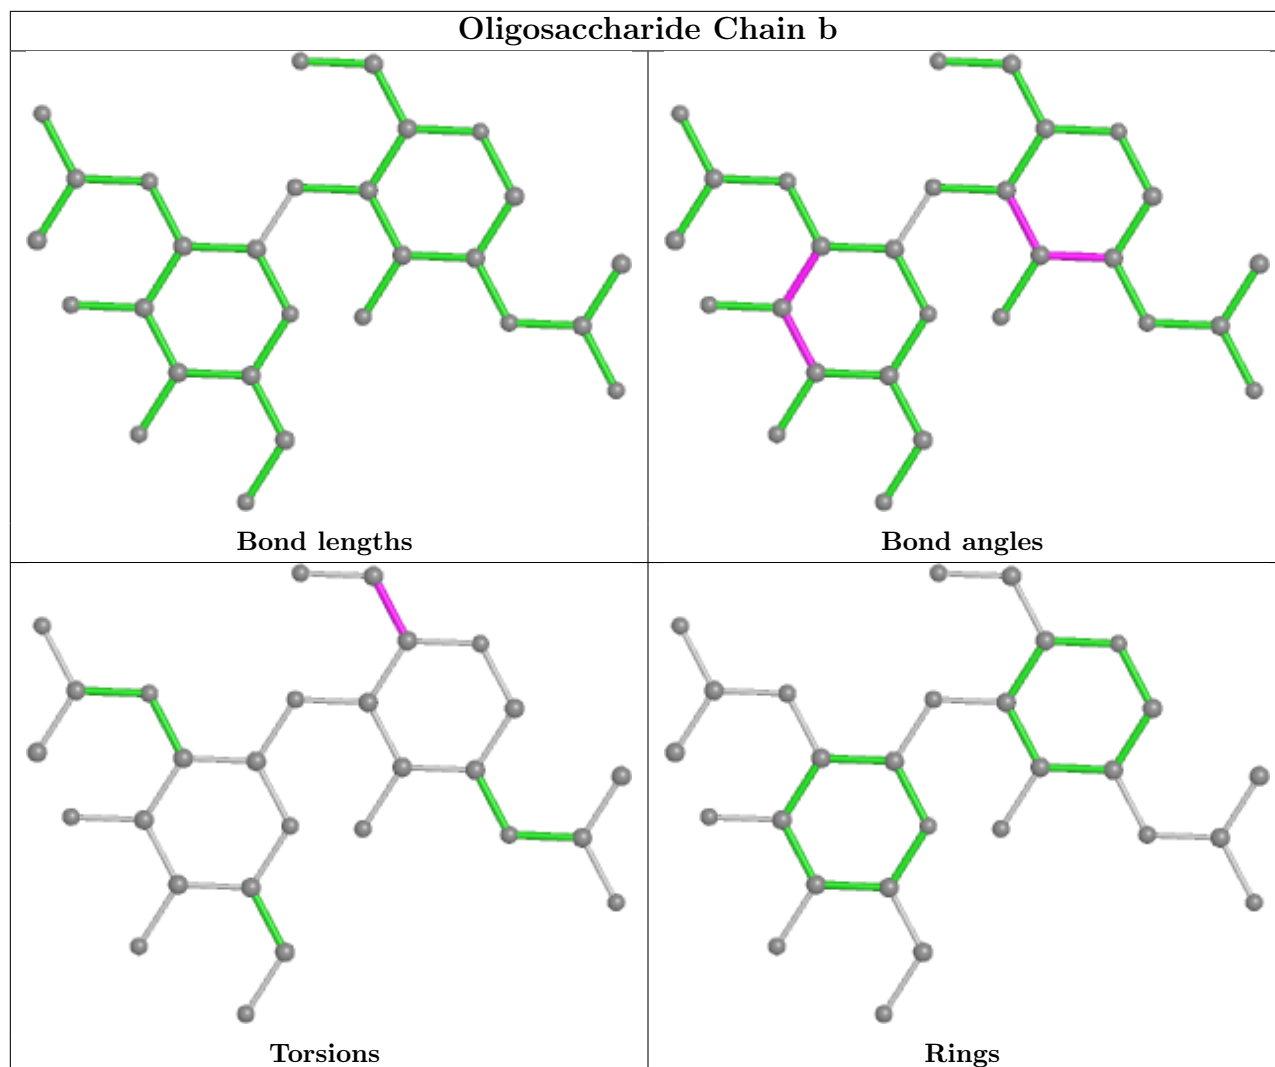 Oligosaccharide Chain b
Bond lengths
Bond angles
Torsions
Rings